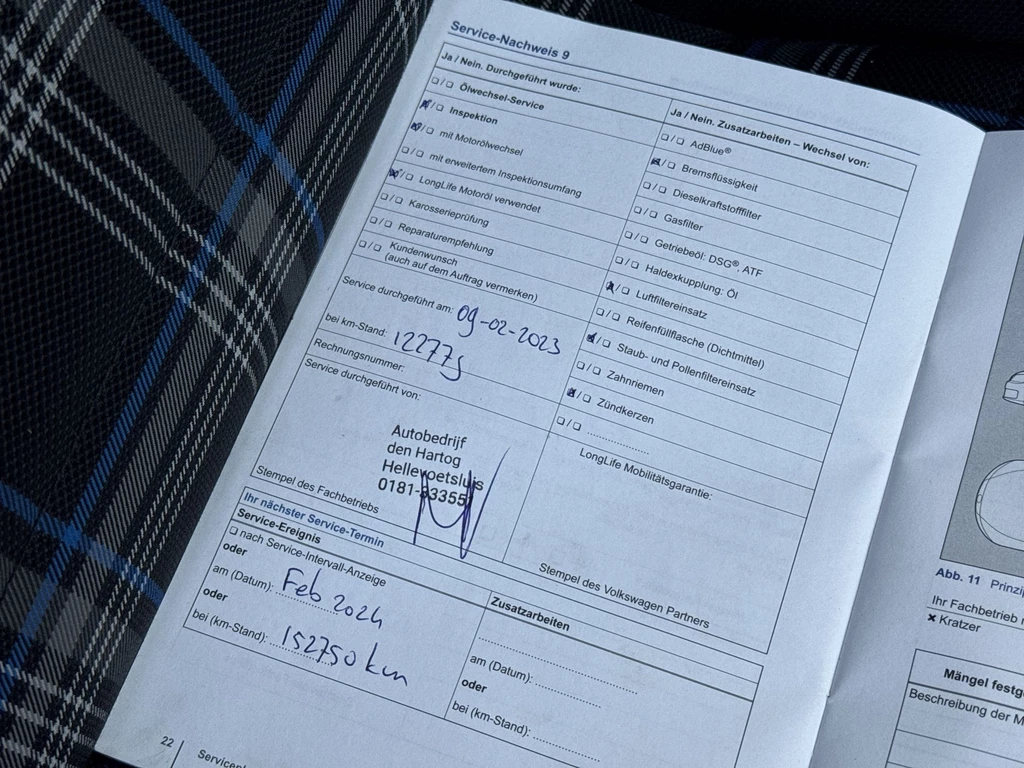 Service-Nachweis 9
Ja / Nein. Durchgeführt wurde:
❏/❏ Ölwechsel-Service
❏/❏ Inspektion
❏/❏ mit Motorölwechsel
❏/❏ mit erweitertem Inspektionsumfang
❏/❏ LongLife Motoröl verwendet
❏/❏ Karosserieprüfung
❏/❏ Reparaturempfehlung
❏/❏ Kundenwunsch
(auch auf dem Auftrag vermerken)
Service durchgeführt am: 09-02-2023
bei km-Stand:
Rechnungsnummer:
Service durchgeführt von:
Autobedrijf
den Hartog
Hellevoetsluis
Stempel des Fachbetriebs
Ja / Nein. Zusatzarbeiten – Wechsel von:
❏/❏ AdBlue®
❏/❏ Bremsflüssigkeit
❏/❏ Dieselkraftstofffilter
❏/❏ Gasfilter
❏/❏ Getriebeöl: DSG®, ATF
❏/❏ Haldexkupplung: Öl
❏/❏ Luftfiltereinsatz
❏/❏ Reifenfüllflasche (Dichtmittel)
❏/❏ Staub- und Pollenfiltereinsatz
❏/❏ Zahnriemen
❏/❏ Zündkerzen
❏/❏ ....................
LongLife Mobilitätsgarantie:
Stempel des Volkswagen Partners
Ihr nächster Service-Termin
Service-Ereignis
❏ nach Service-Intervall-Anzeige
oder
am (Datum): Feb 2024
oder
bei (km-Stand): 152750 km
Zusatzarbeiten
am (Datum):
oder
bei (km-Stand):
22
Abb. 11
Ihr Fachbetrieb
× Kratzer
Mängel
Beschreibung der